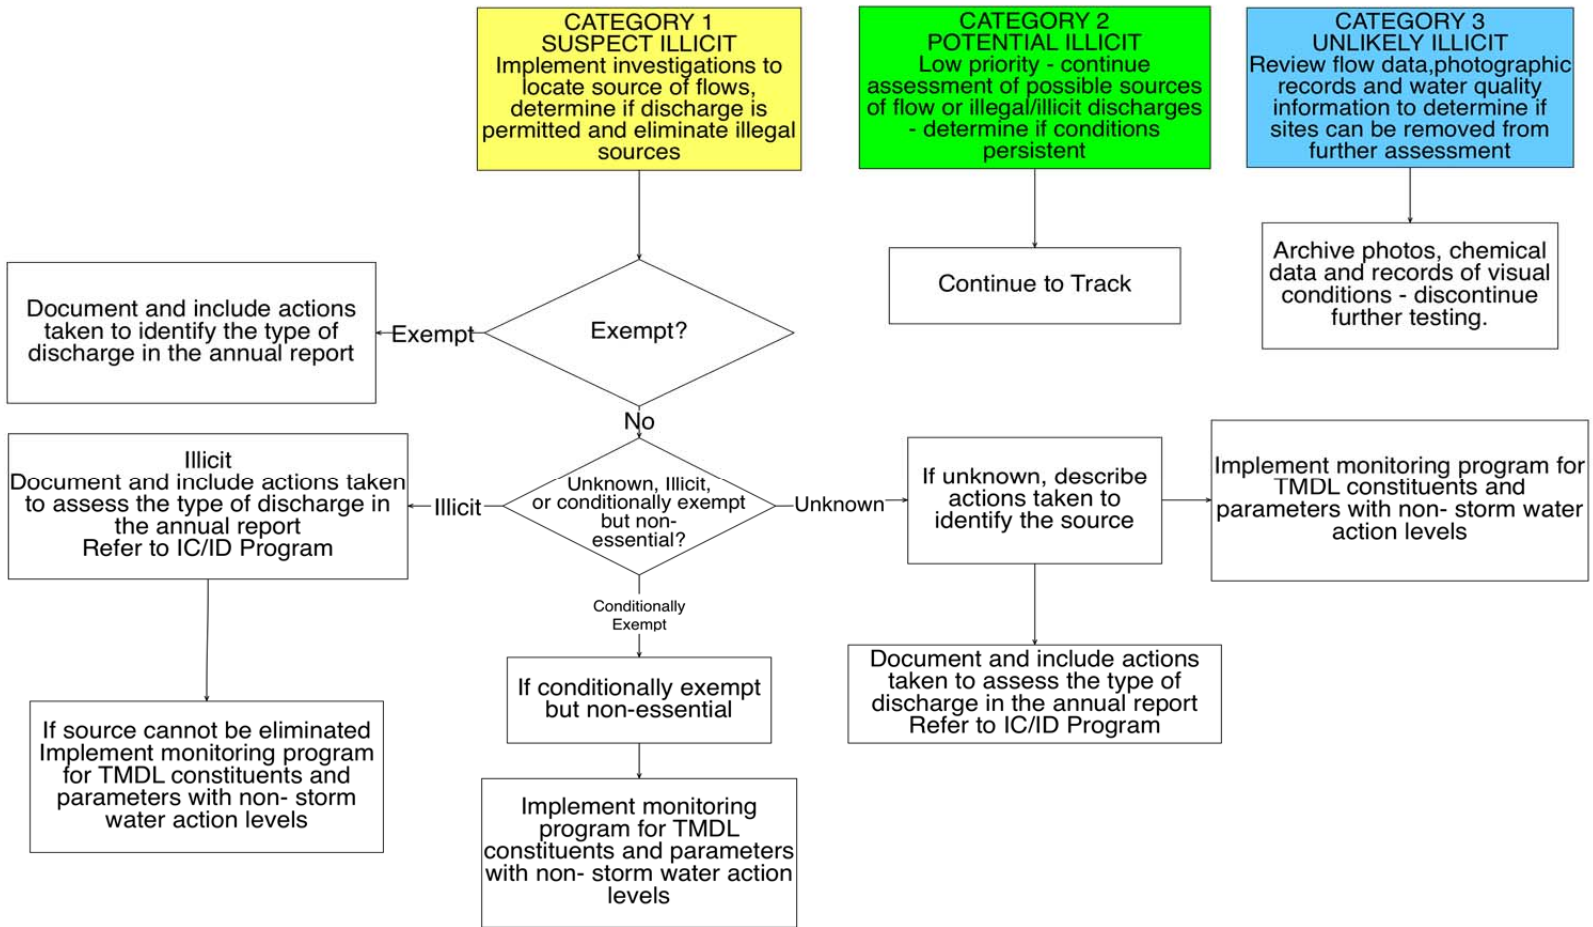 CATEGORY 1
SUSPECT ILLICIT
Implement investigations to
locate source of flows,
determine if discharge is
permitted and eliminate illegal
sources
CATEGORY 2
POTENTIAL ILLICIT
Low priority - continue
assessment of possible sources
of flow or illegal/illicit discharges
- determine if conditions
persistent
CATEGORY 3
UNLIKELY ILLICIT
Review flow data,photographic
records and water quality
information to determine if
sites can be removed from
further assessment
Document and include actions
taken to identify the type of
discharge in the annual report
Exempt
Exempt?
Continue to Track
Archive photos, chemical
data and records of visual
conditions - discontinue
further testing.
No
Illicit
Document and include actions taken
to assess the type of discharge in
the annual report
Refer to IC/ID Program
Illicit
Unknown, Illicit,
or conditionally exempt
but non-
essential?
Unknown
If unknown, describe
actions taken to
identify the source
Implement monitoring program for
TMDL constituents and
parameters with non- storm water
action levels
Conditionally
Exempt
If source cannot be eliminated
Implement monitoring program
for TMDL constituents and
parameters with non- storm
water action levels
If conditionally exempt
but non-essential
Document and include actions
taken to assess the type of
discharge in the annual report
Refer to IC/ID Program
Implement monitoring
program for TMDL
constituents and parameters
with non- storm water action
levels